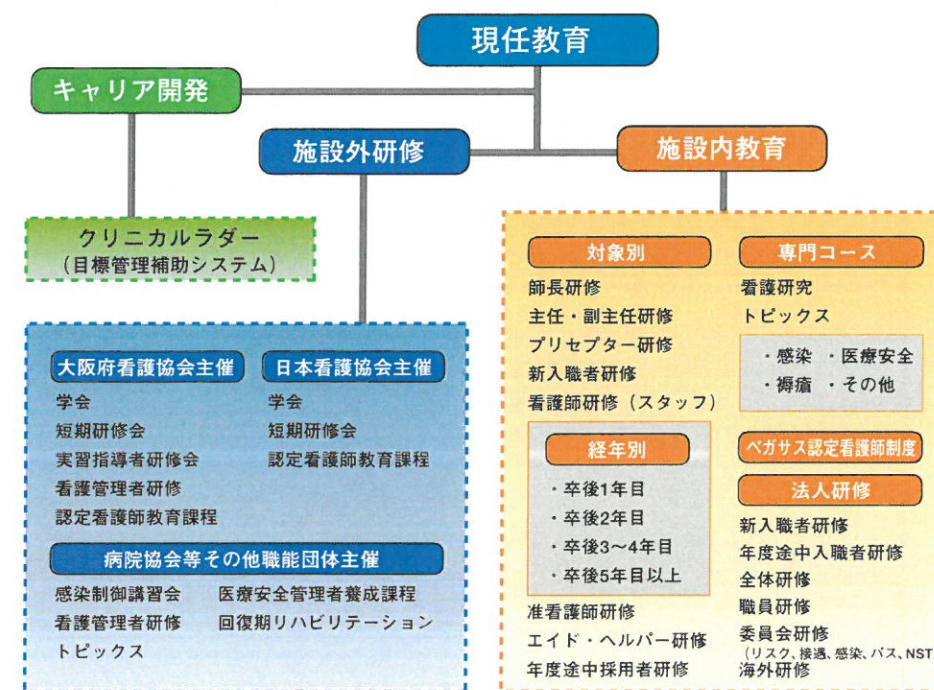 現任教育
キャリア開発
施設外研修
施設内教育
クリニカルラダー
(目標管理補助システム)
大阪府看護協会主催
学会
短期研修会
実習指導者研修会
看護管理者研修
認定看護師教育課程
日本看護協会主催
学会
短期研修会
認定看護師教育課程
病院協会等その他職能団体主催
感染制御講習会
看護管理者研修
トピックス
医療安全管理者養成課程
回復期リハビリテーション
対象別
師長研修
主任・副主任研修
プリセプター研修
新入職者研修
看護師研修（スタッフ）
経年別
・卒後1年目
・卒後2年目
・卒後3～4年目
・卒後5年目以上
准看護師研修
エイド・ヘルパー研修
年度途中採用者研修
専門コース
看護研究
トピックス
・感染 ・医療安全
・褥瘡 ・その他
ペガサス認定看護師制度
法人研修
新入職者研修
年度途中入職者研修
全体研修
職員研修
委員会研修
(リスク、接遇、感染、パス、NST
海外研修